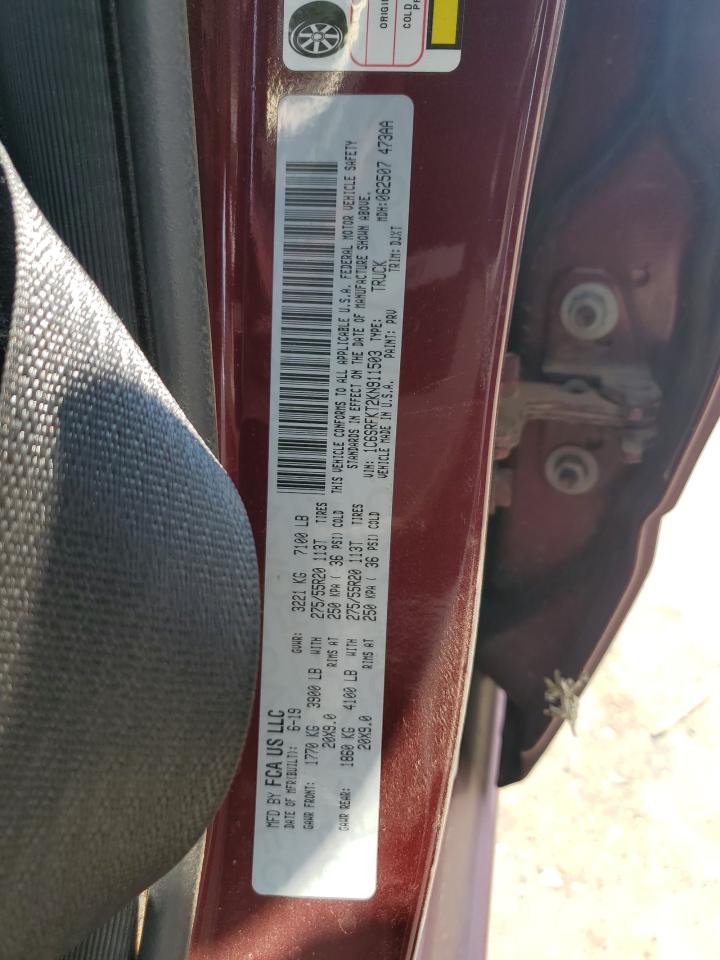 ORIGI
COLD
PR
MFD BY FCA US LLC
DATE OF MFR(BUILT): 6-19 GVWR: 3221 KG 7100 LB
GAWR FRONT: 1770 KG 3900 LB WITH 275/55R20 113T TIRES
20X9.0 RIMS AT 250 KPA ( 36 PSI) COLD
GAWR REAR: 1860 KG 4100 LB WITH 275/55R20 113T TIRES
20X9.0 RIMS AT 250 KPA ( 36 PSI) COLD
THIS VEHICLE CONFORMS TO ALL APPLICABLE U.S.A. FEDERAL MOTOR VEHICLE SAFETY
STANDARDS IN EFFECT ON THE DATE OF MANUFACTURE SHOWN ABOVE.
VIN: 1C6SRFKT2KN911503 TYPE: TRUCK MDH:062507 473AA
VEHICLE MADE IN U.S.A. PAINT: PRV TRIM: DJXT